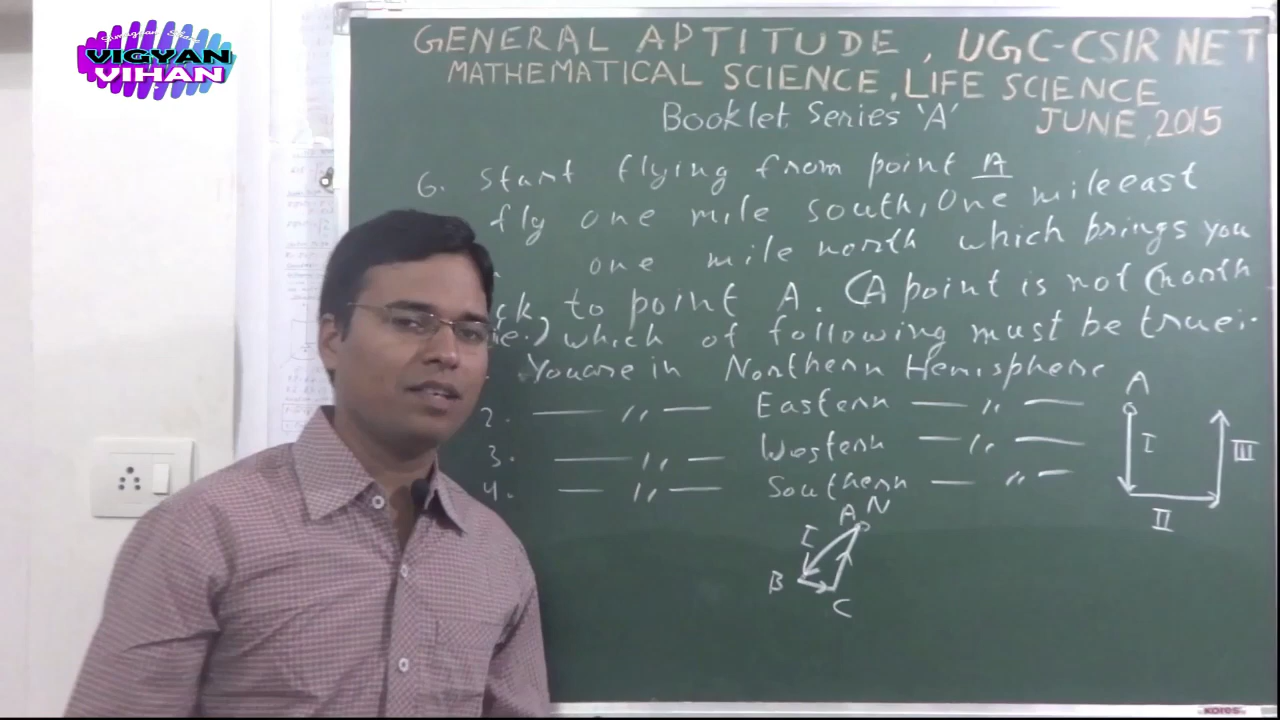 VIGYAN
VIHAN
GENERAL APTITUDE, UGC-CSIR NET
MATHEMATICAL SCIENCE, LIFE SCIENCE
Booklet Series 'A' JUNE, 2015
6. Start flying from point A
fly one mile south, One mile east
one mile north which brings you
ck to point A. (A point is not (north
e.) which of following must be true:-
You are in Northern Hemisphere
2. — ,, — Eastern — ,, —
3. — ,, — Western — ,, —
4. — ,, — Southern — ,, —
A
I
II
III
A N
I
B
C
kores